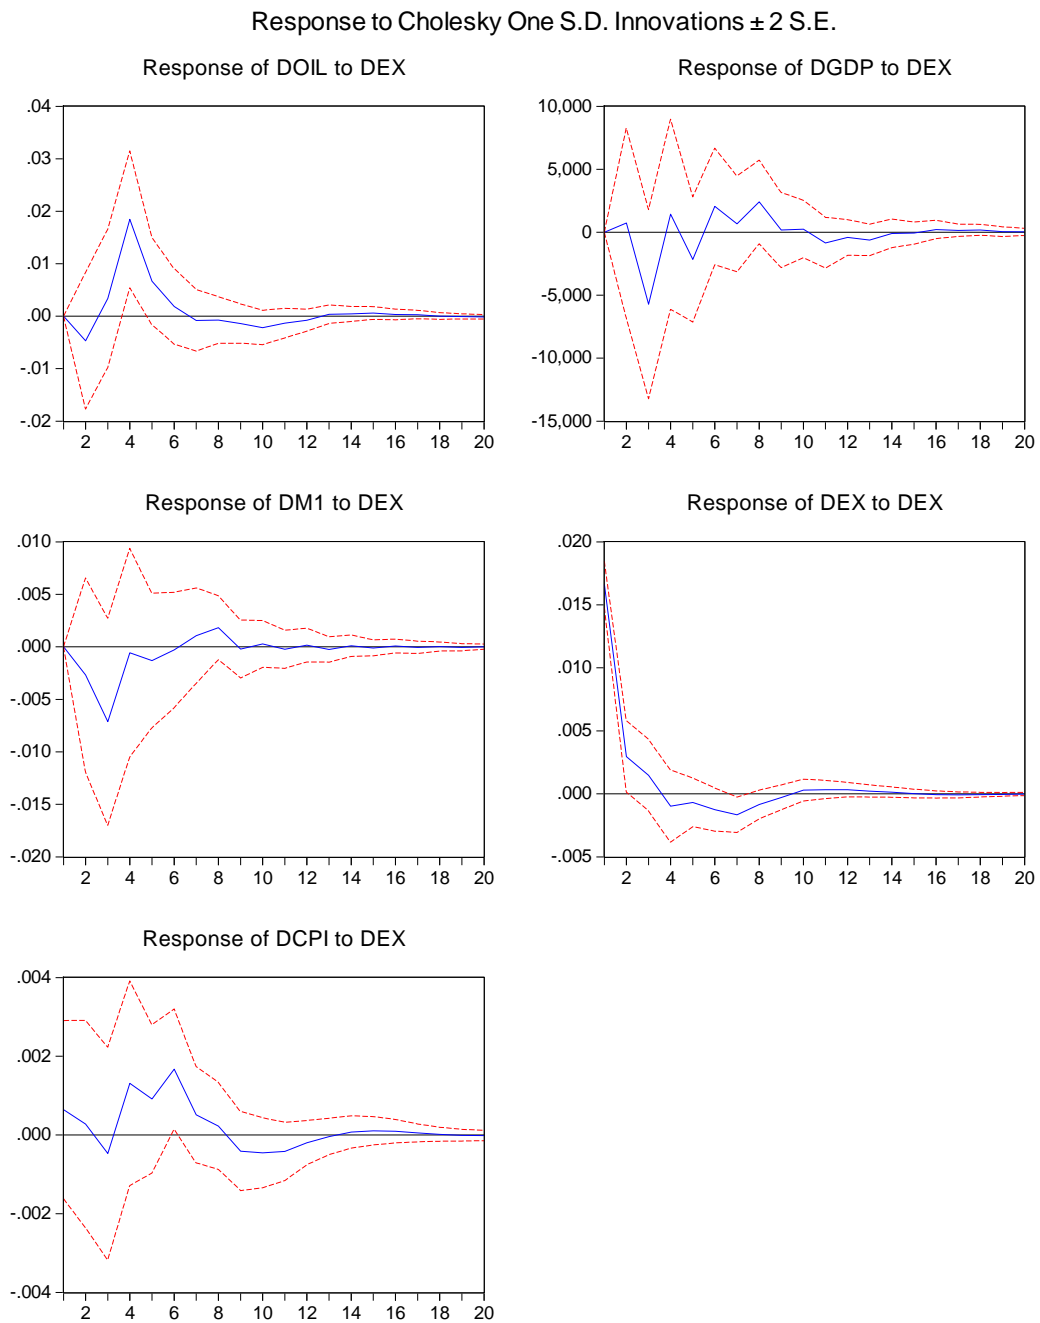 Response to Cholesky One S.D. Innovations ± 2 S.E.
Response of DOIL to DEX
.04
.03
.02
.01
.00
-.01
-.02
2 4 6 8 10 12 14 16 18 20
Response of DGDP to DEX
10,000
5,000
0
-5,000
-10,000
-15,000
2 4 6 8 10 12 14 16 18 20
Response of DM1 to DEX
.010
.005
.000
-.005
-.010
-.015
-.020
2 4 6 8 10 12 14 16 18 20
Response of DEX to DEX
.020
.015
.010
.005
.000
-.005
2 4 6 8 10 12 14 16 18 20
Response of DCPI to DEX
.004
.002
.000
-.002
-.004
2 4 6 8 10 12 14 16 18 20